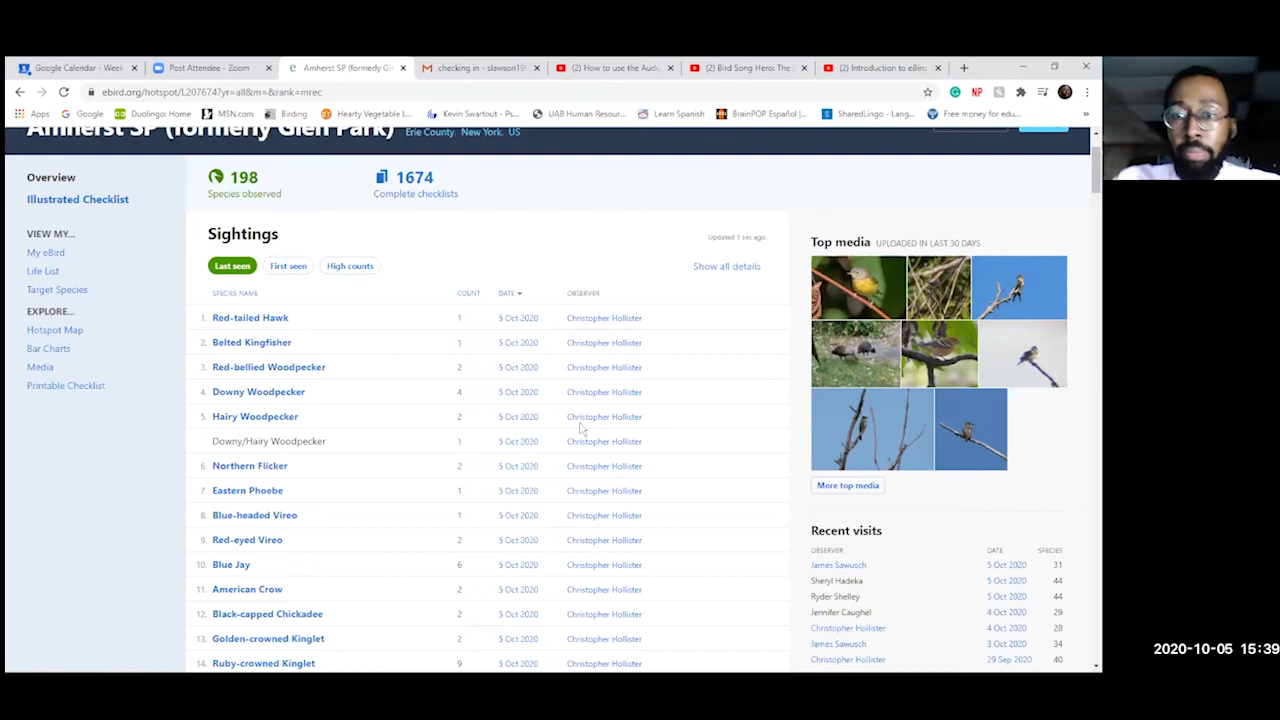 Google Calendar - Week
Post Attendee - Zoom
Amherst SP (formerly Gl
checking in - slawson19
(2) How to use the Audu
(2) Bird Song Hero: The
(2) Introduction to eBir
ebird.org/hotspot/L207674?yr=all&m=&rank=mrec
Apps
Google
Duolingo: Home
MSN.com
Birding
Hearty Vegetable L...
Kevin Swartout - Ps...
UAB Human Resour...
Learn Spanish
BrainPOP Español |...
SharedLingo - Lang...
Free money for edu...
»
Amherst SP (formerly Glen Park)
Erie County, New York, US
Overview
Illustrated Checklist
VIEW MY...
My eBird
Life List
Target Species
EXPLORE...
Hotspot Map
Bar Charts
Media
Printable Checklist
198
Species observed
1674
Complete checklists
Sightings
Updated 1 sec ago.
Last seen
First seen
High counts
Show all details
SPECIES NAME COUNT DATE OBSERVER
1. Red-tailed Hawk 1 5 Oct 2020 Christopher Hollister
2. Belted Kingfisher 1 5 Oct 2020 Christopher Hollister
3. Red-bellied Woodpecker 2 5 Oct 2020 Christopher Hollister
4. Downy Woodpecker 4 5 Oct 2020 Christopher Hollister
5. Hairy Woodpecker 2 5 Oct 2020 Christopher Hollister
Downy/Hairy Woodpecker 1 5 Oct 2020 Christopher Hollister
6. Northern Flicker 2 5 Oct 2020 Christopher Hollister
7. Eastern Phoebe 1 5 Oct 2020 Christopher Hollister
8. Blue-headed Vireo 1 5 Oct 2020 Christopher Hollister
9. Red-eyed Vireo 2 5 Oct 2020 Christopher Hollister
10. Blue Jay 6 5 Oct 2020 Christopher Hollister
11. American Crow 2 5 Oct 2020 Christopher Hollister
12. Black-capped Chickadee 2 5 Oct 2020 Christopher Hollister
13. Golden-crowned Kinglet 2 5 Oct 2020 Christopher Hollister
14. Ruby-crowned Kinglet 9 5 Oct 2020 Christopher Hollister
Top media UPLOADED IN LAST 30 DAYS
More top media
Recent visits
OBSERVER DATE SPECIES
James Sawusch 5 Oct 2020 31
Sheryl Hadeka 5 Oct 2020 44
Ryder Shelley 5 Oct 2020 44
Jennifer Caughel 4 Oct 2020 29
Christopher Hollister 4 Oct 2020 28
James Sawusch 3 Oct 2020 34
Christopher Hollister 29 Sep 2020 40
2020-10-05 15:39